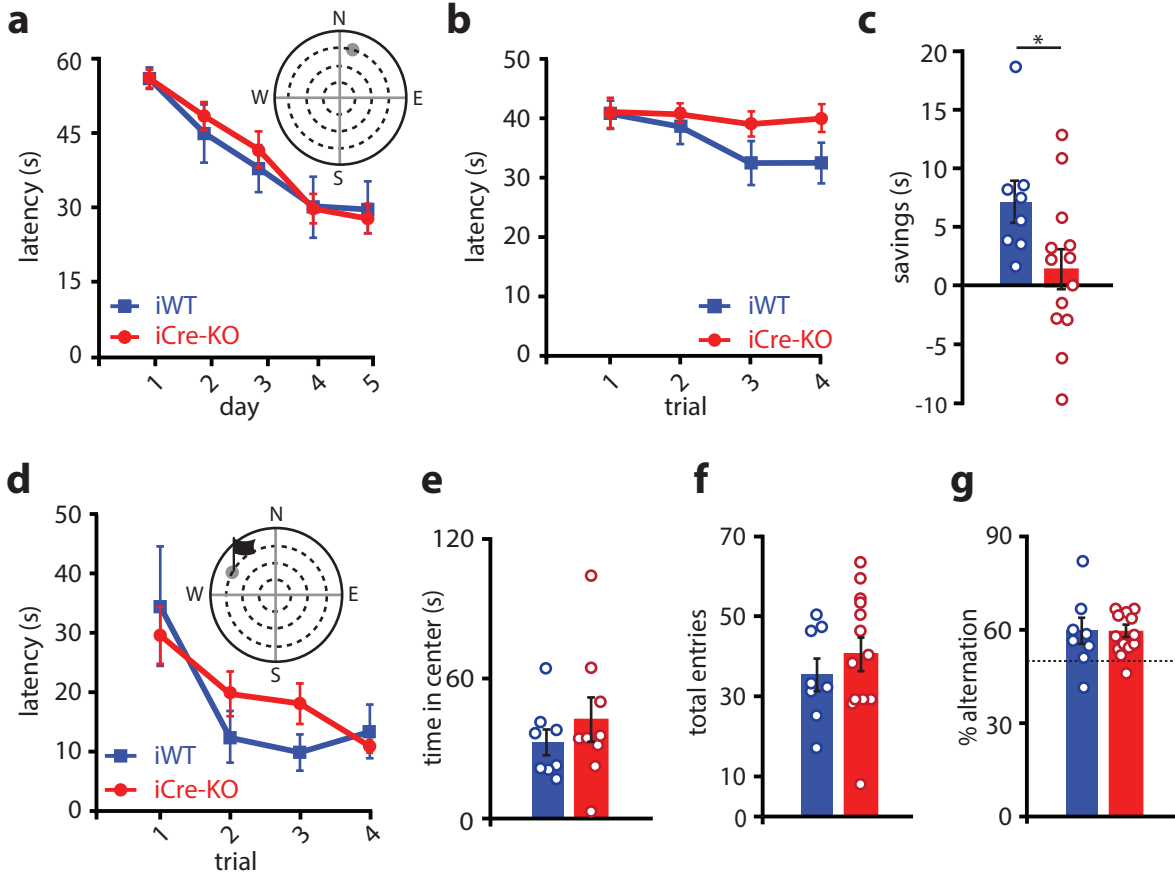 a
N
W
E
S
60
45
30
15
0
latency (s)
iWT
iCre-KO
1
2
3
4
5
day
b
50
40
30
20
10
0
latency (s)
iWT
iCre-KO
1
2
3
4
trial
c
20
15
10
5
0
-5
-10
savings (s)
*
d
N
W
E
S
50
40
30
20
10
0
latency (s)
iWT
iCre-KO
1
2
3
4
trial
e
120
60
0
time in center (s)
f
70
50
30
10
0
total entries
g
90
60
30
0
% alternation